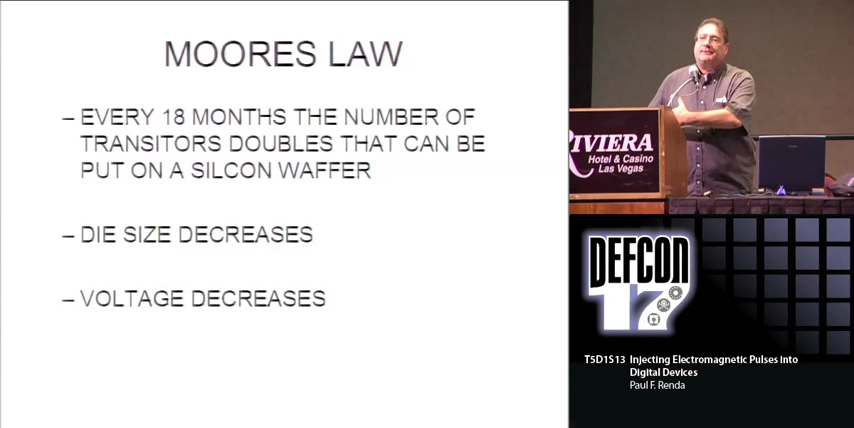 MOORES LAW
– EVERY 18 MONTHS THE NUMBER OF
TRANSITORS DOUBLES THAT CAN BE
PUT ON A SILCON WAFFER
– DIE SIZE DECREASES
– VOLTAGE DECREASES
RIVIERA
Hotel & Casino
Las Vegas
DEFCON
17
T5D1S13 Injecting Electromagnetic Pulses into
Digital Devices
Paul F. Renda